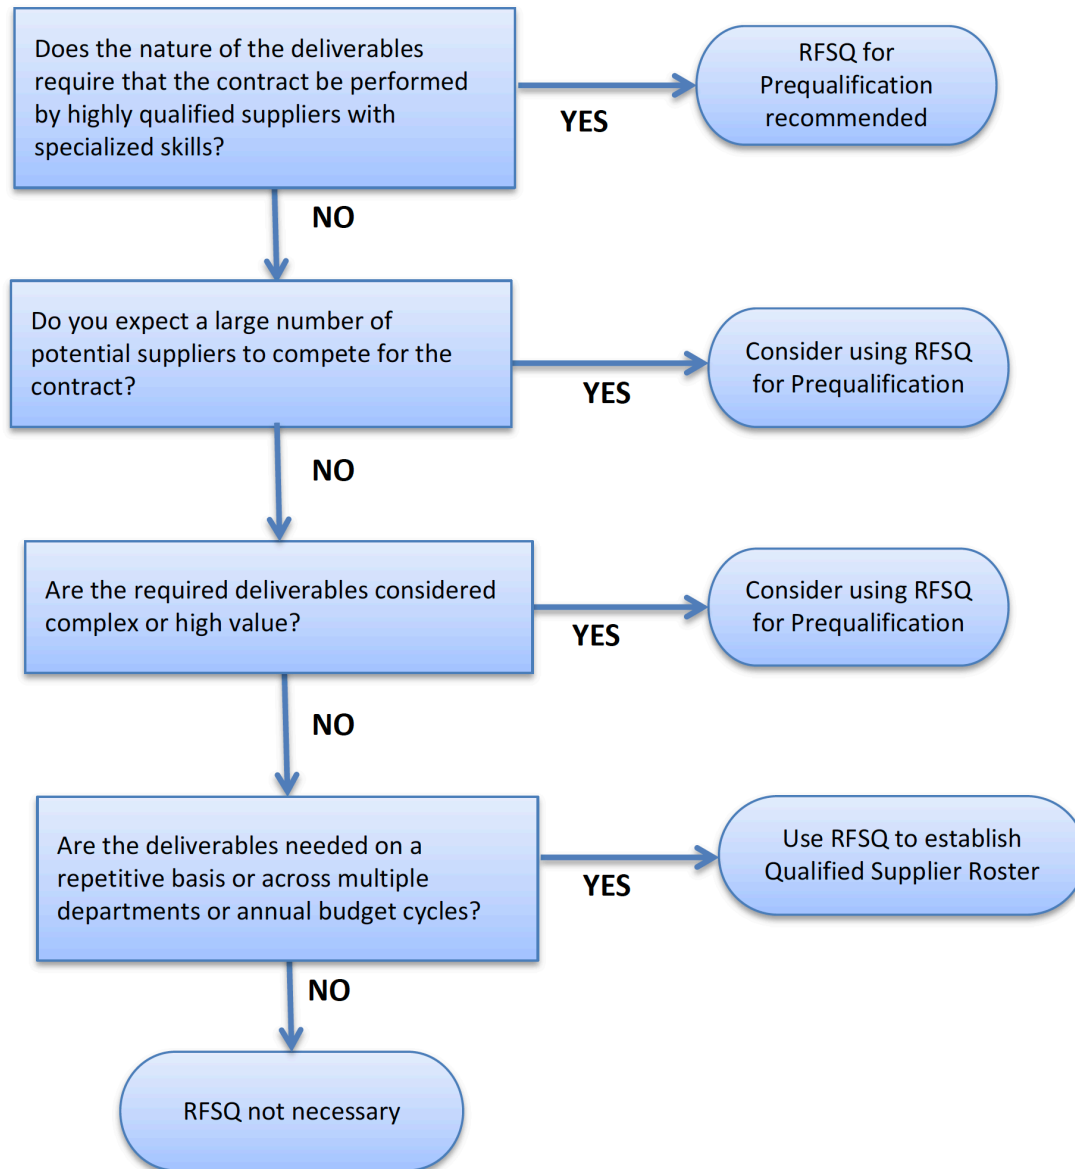 Does the nature of the deliverables
require that the contract be performed
by highly qualified suppliers with
specialized skills?
YES
RFSQ for
Prequalification
recommended
NO
Do you expect a large number of
potential suppliers to compete for the
contract?
YES
Consider using RFSQ
for Prequalification
NO
Are the required deliverables considered
complex or high value?
YES
Consider using RFSQ
for Prequalification
NO
Are the deliverables needed on a
repetitive basis or across multiple
departments or annual budget cycles?
YES
Use RFSQ to establish
Qualified Supplier Roster
NO
RFSQ not necessary